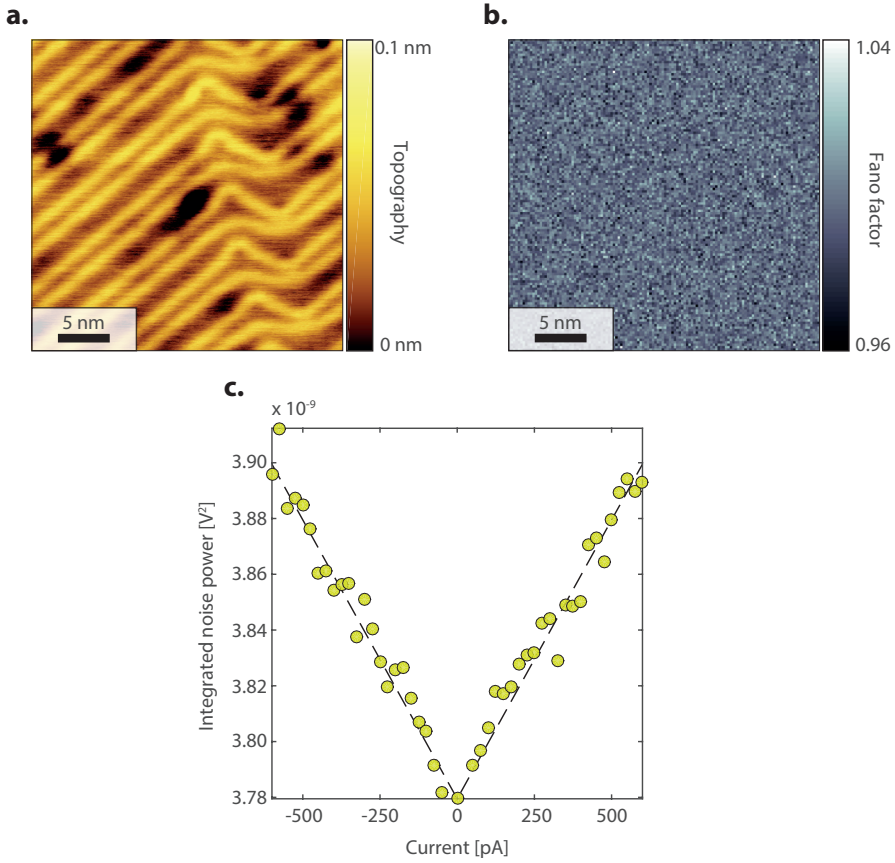 a.
0.1 nm
Topography
0 nm
5 nm
b.
1.04
Fano factor
0.96
5 nm
c.
x 10⁻⁹
3.90
3.88
3.86
3.84
3.82
3.80
3.78
Integrated noise power [V²]
-500
-250
0
250
500
Current [pA]